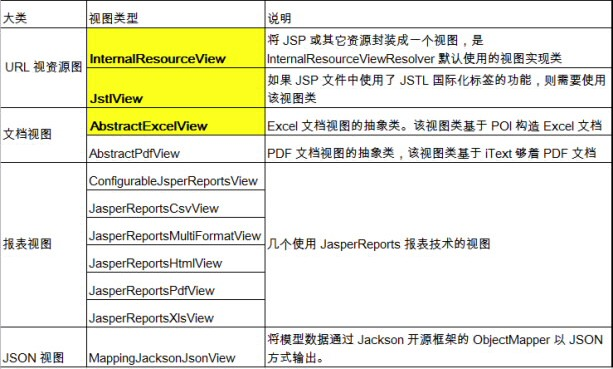 大类 视图类型 说明
URL 视资源图
InternalResourceView
将 JSP 或其它资源封装成一个视图，是
InternalResourceViewResolver 默认使用的视图实现类
JstlView
如果 JSP 文件中使用了 JSTL 国际化标签的功能，则需要使用
该视图类
文档视图
AbstractExcelView
Excel 文档视图的抽象类。该视图类基于 POI 构造 Excel 文档
AbstractPdfView
PDF 文档视图的抽象类，该视图类基于 iText 够着 PDF 文档
报表视图
ConfigurableJsperReportsView
JasperReportsCsvView
JasperReportsMultiFormatView
JasperReportsHtmlView
JasperReportsPdfView
JasperReportsXlsView
几个使用 JasperReports 报表技术的视图
JSON 视图
MappingJacksonJsonView
将模型数据通过 Jackson 开源框架的 ObjectMapper 以 JSON
方式输出。